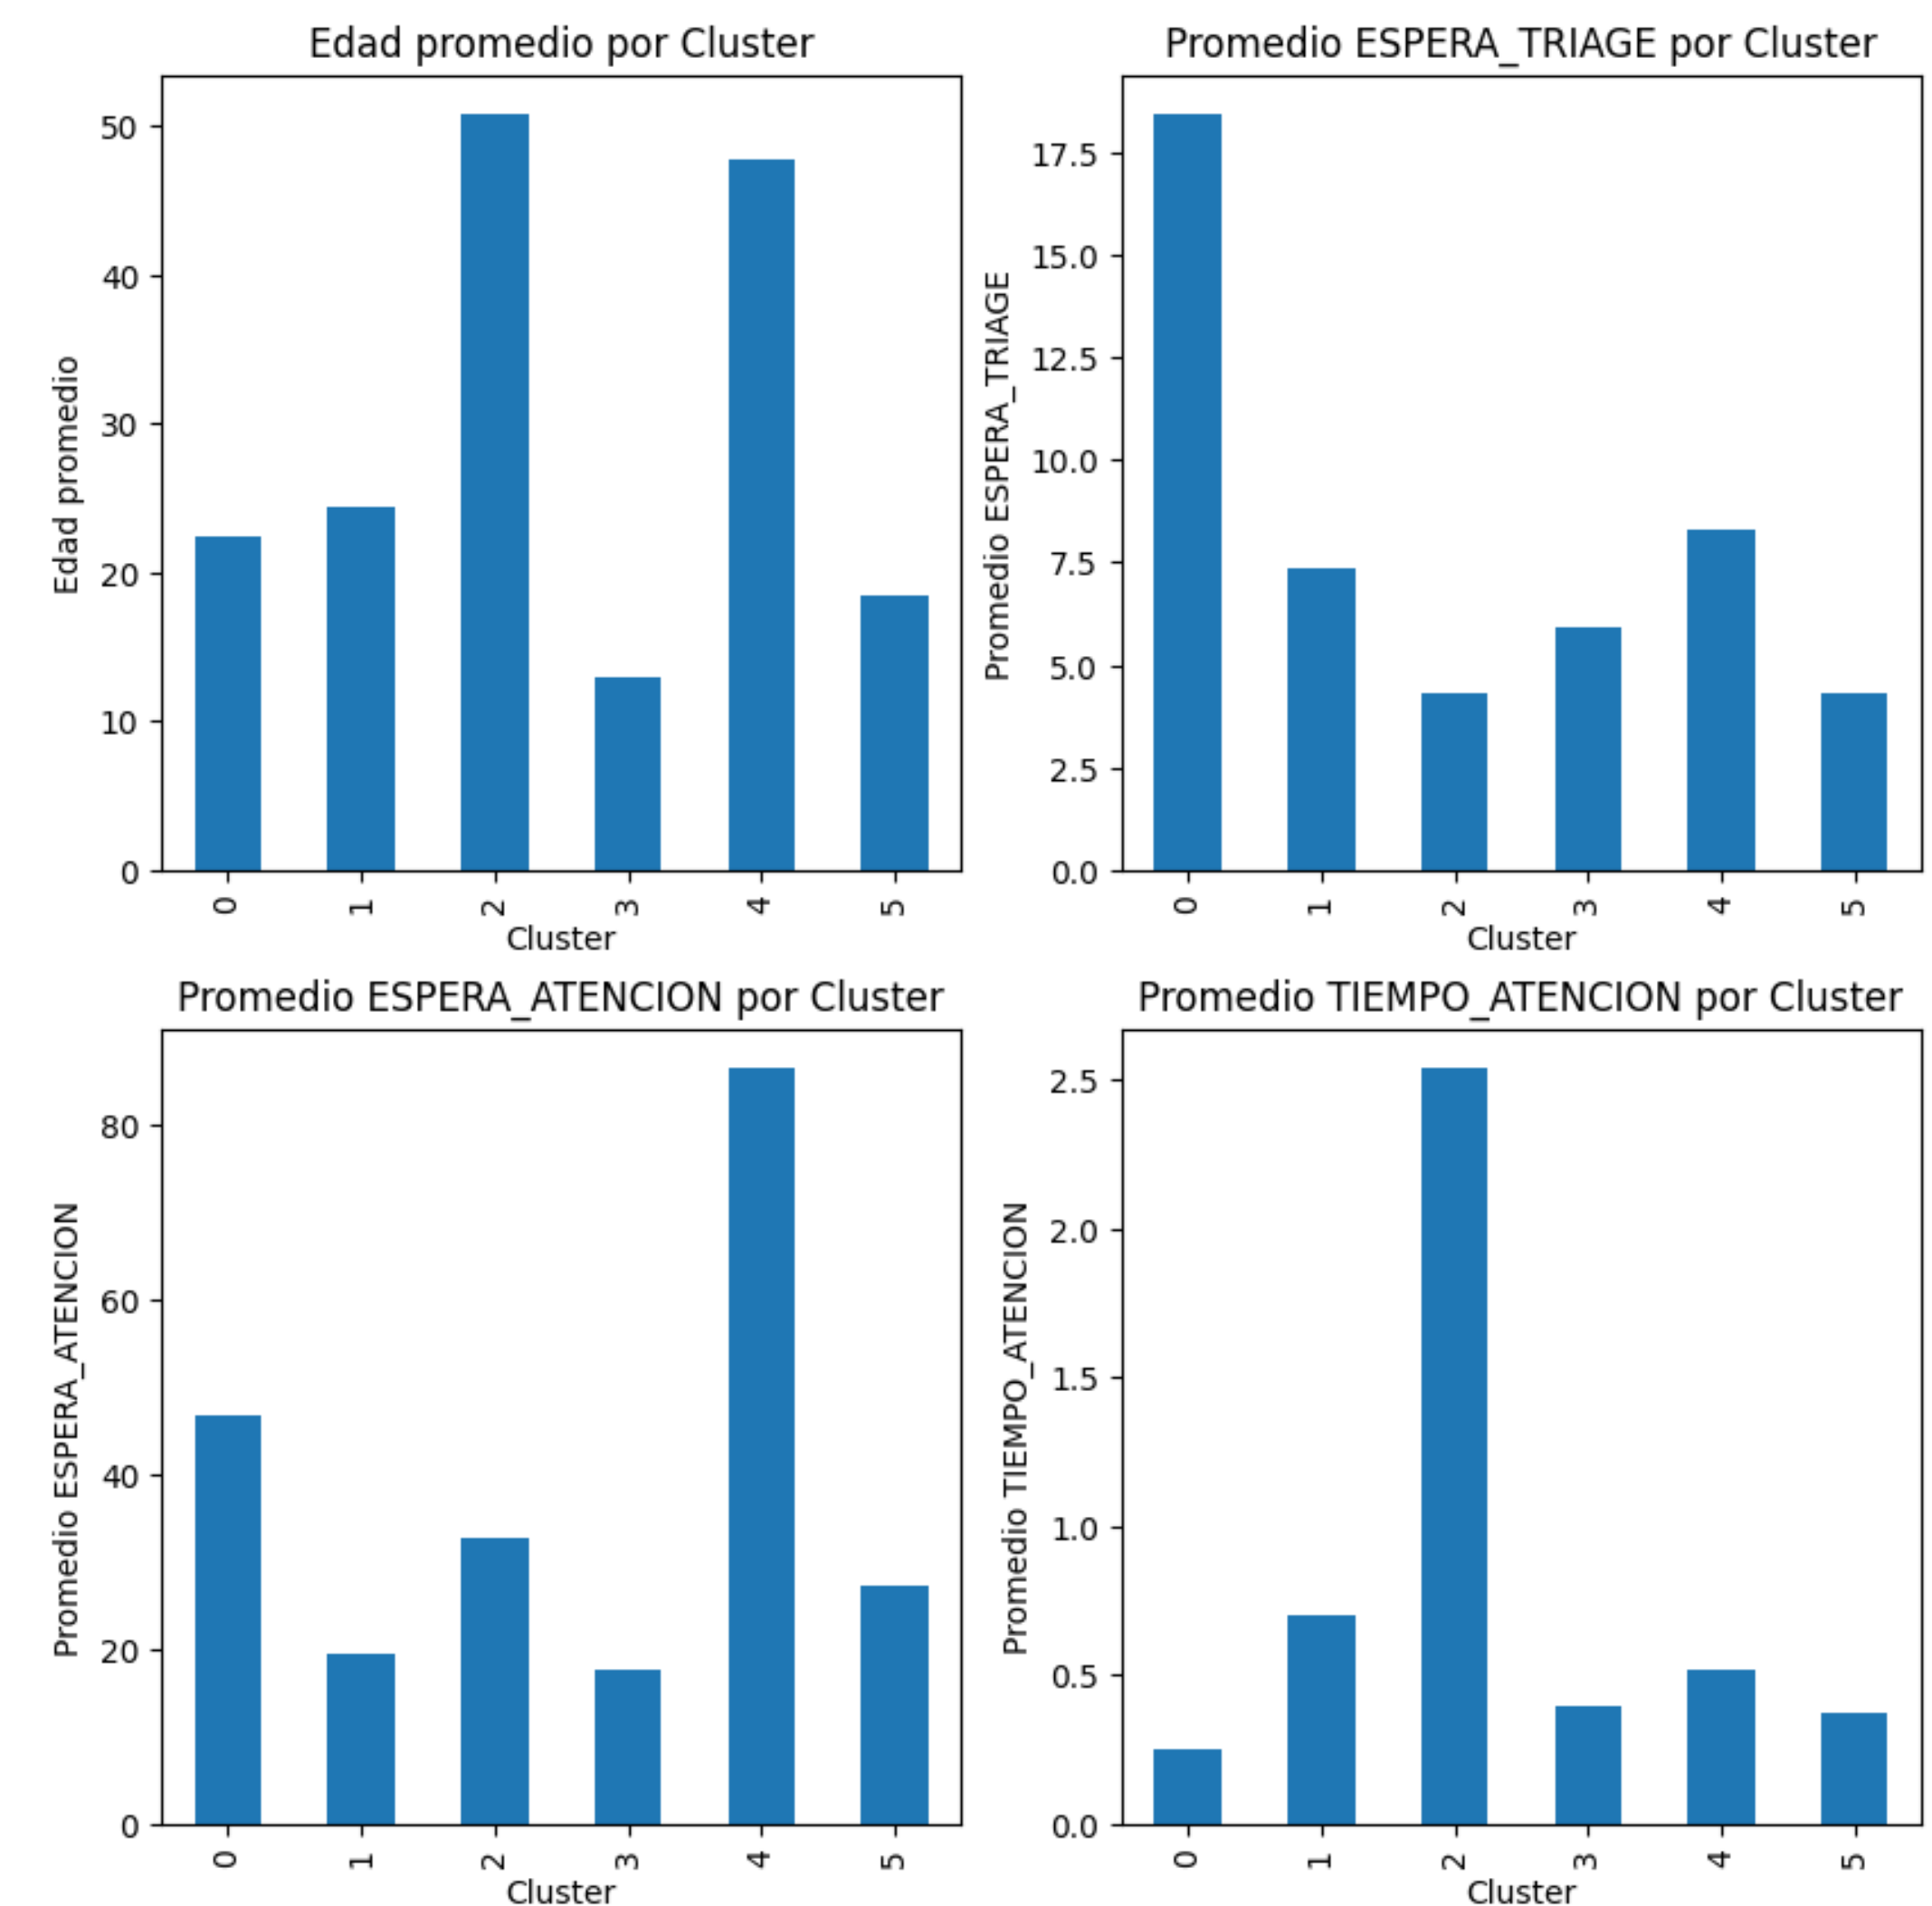 Edad promedio por Cluster
Edad promedio
50
40
30
20
10
0
0 1 2 3 4 5
Cluster
Promedio ESPERA_TRIAGE por Cluster
Promedio ESPERA_TRIAGE
17.5
15.0
12.5
10.0
7.5
5.0
2.5
0.0
0 1 2 3 4 5
Cluster
Promedio ESPERA_ATENCION por Cluster
Promedio ESPERA_ATENCION
80
60
40
20
0
0 1 2 3 4 5
Cluster
Promedio TIEMPO_ATENCION por Cluster
Promedio TIEMPO_ATENCION
2.5
2.0
1.5
1.0
0.5
0.0
0 1 2 3 4 5
Cluster